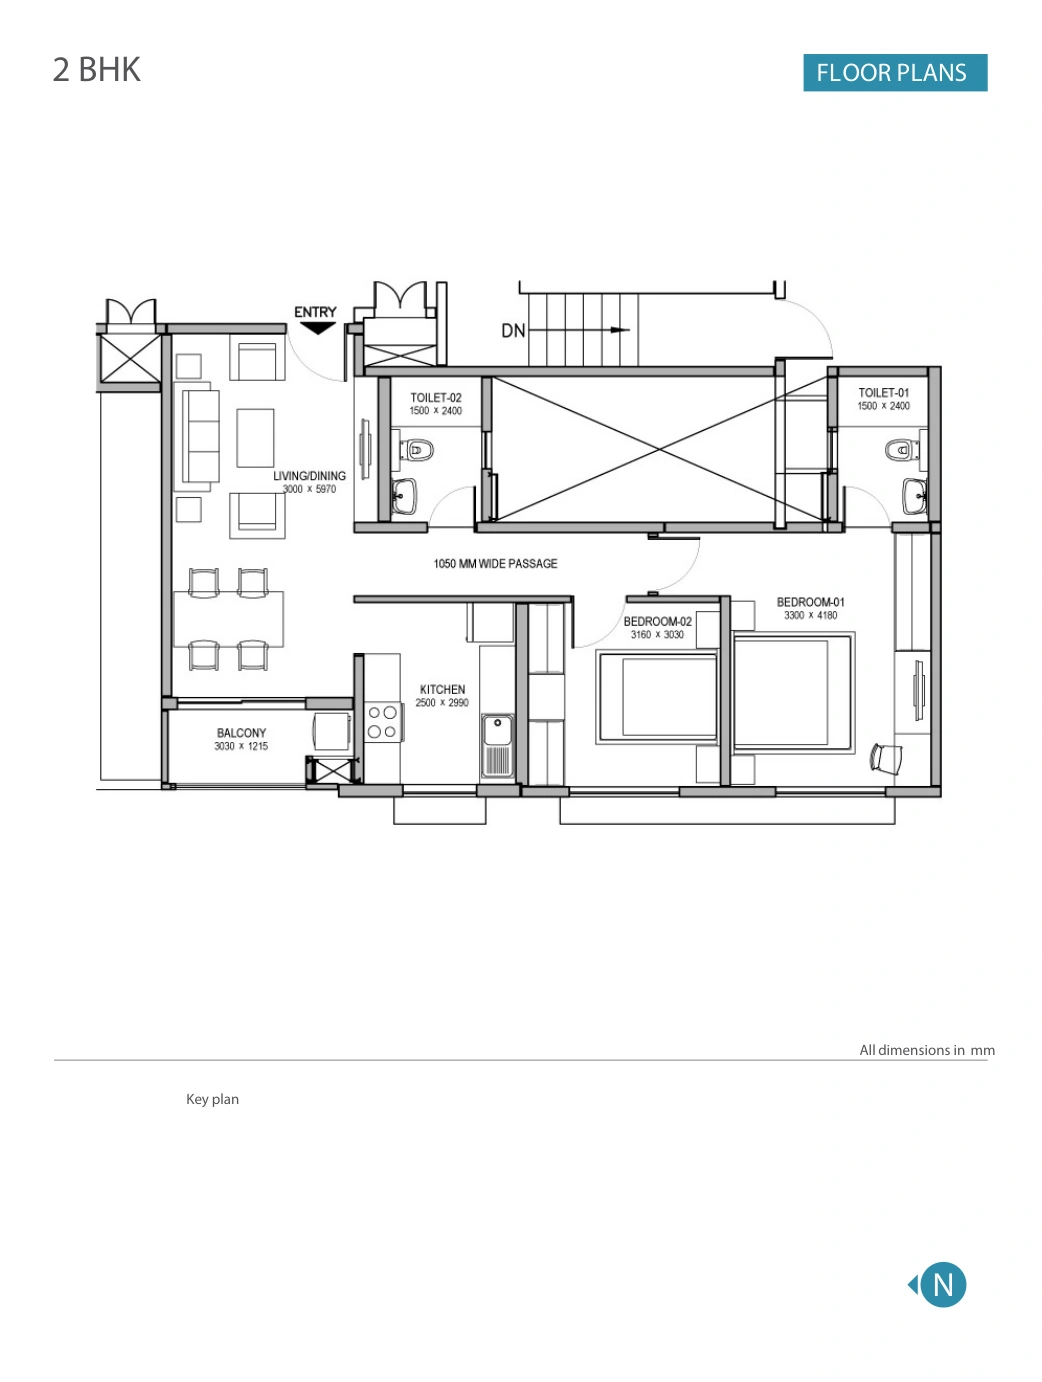 2 BHK
FLOOR PLANS
ENTRY
DN
TOILET-02
1500 X 2400
TOILET-01
1500 X 2400
LIVING/DINING
3000 X 5970
1050 MM WIDE PASSAGE
BEDROOM-01
3300 X 4180
BEDROOM-02
3160 X 3030
KITCHEN
2500 X 2990
BALCONY
3030 X 1215
All dimensions in mm
Key plan
N